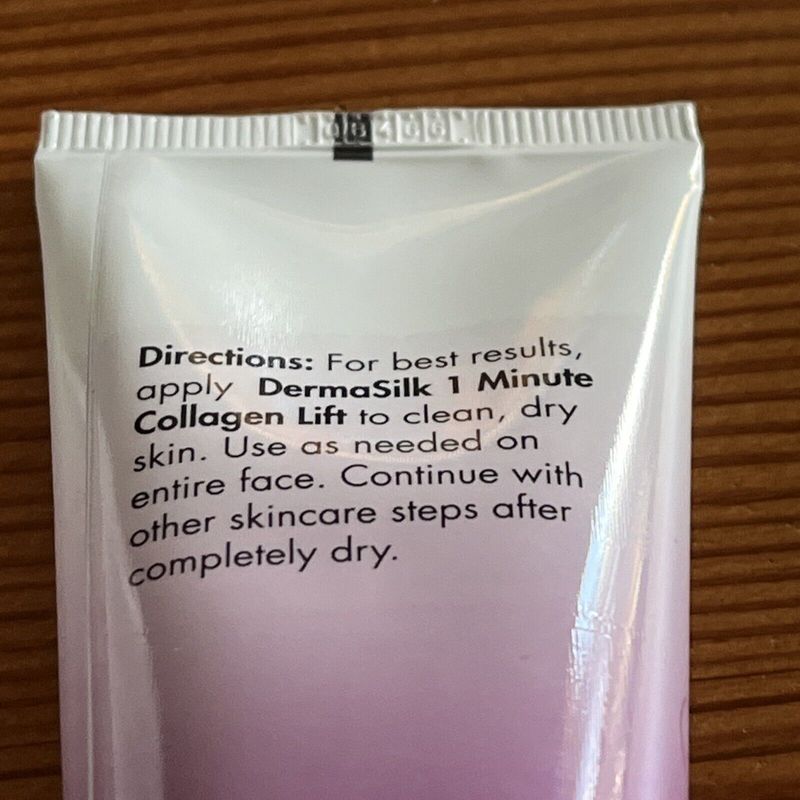 Directions: For best results,
apply DermaSilk 1 Minute
Collagen Lift to clean, dry
skin. Use as needed on
entire face. Continue with
other skincare steps after
completely dry.